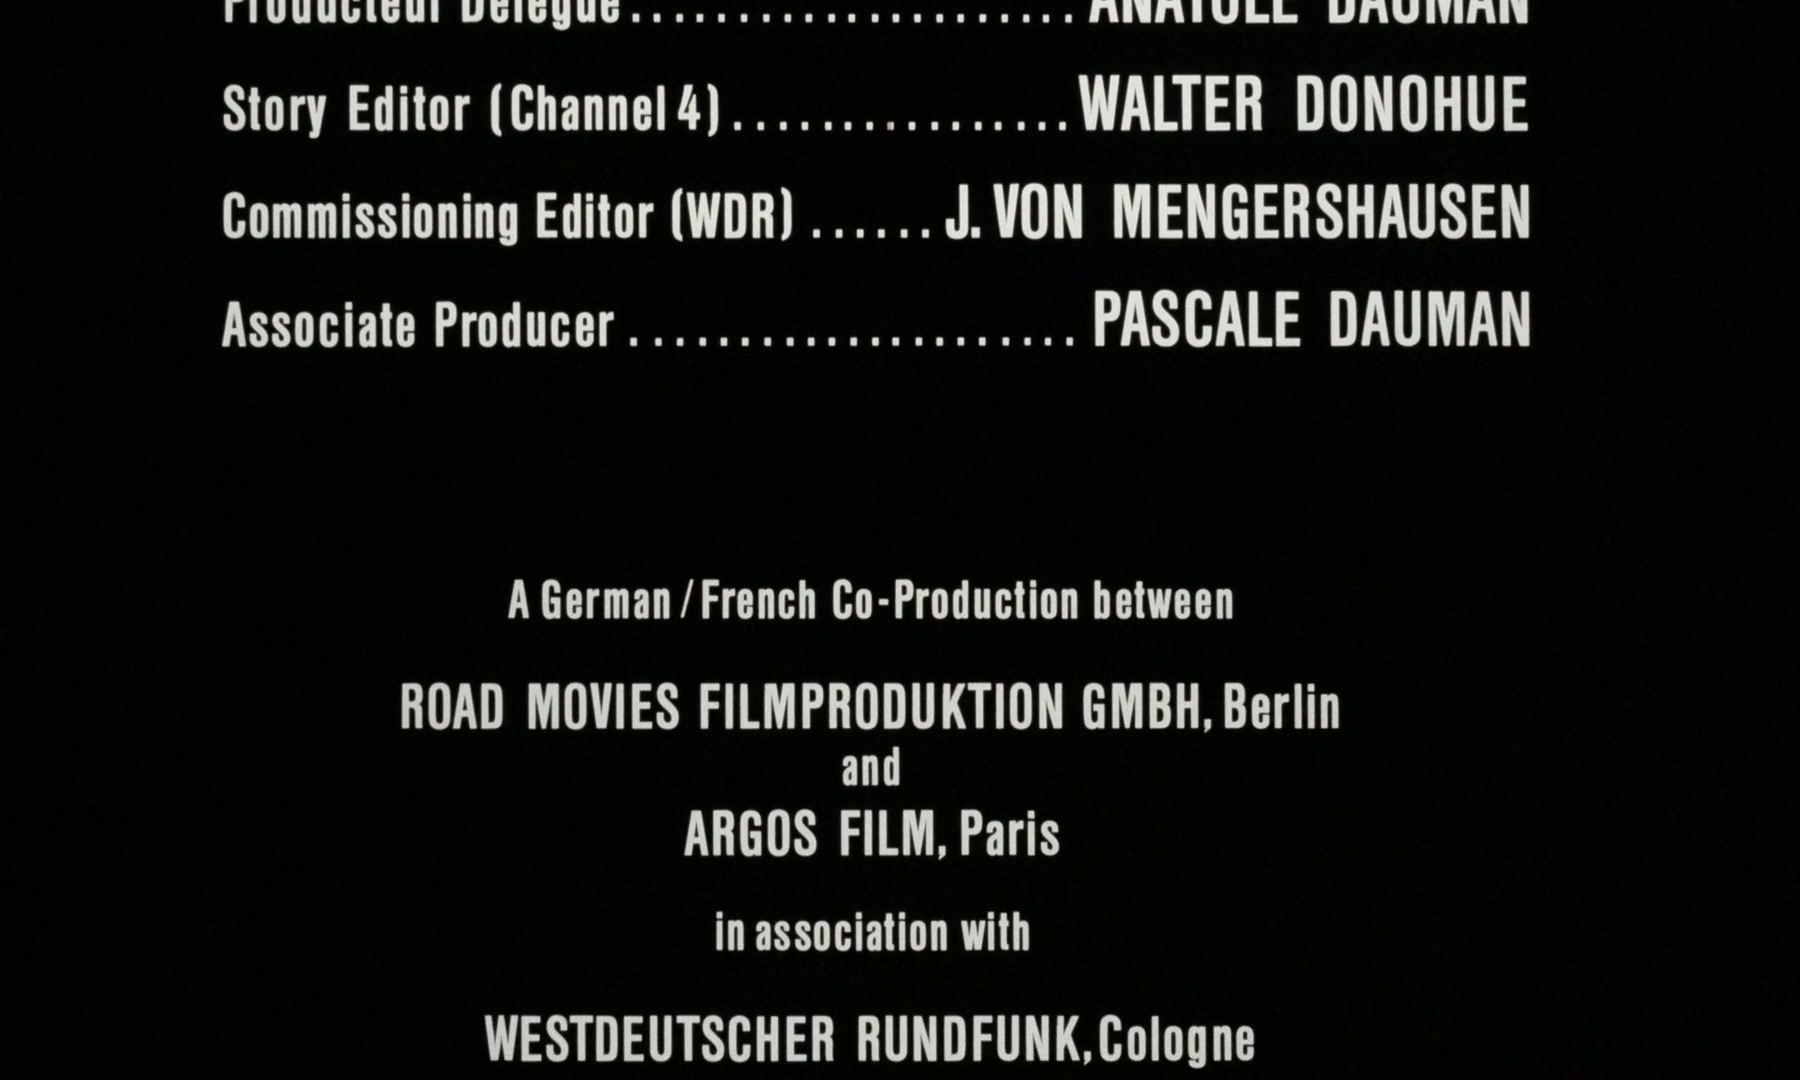 Producteur Délégué...................... ANATOLE DAUMAN
Story Editor (Channel 4)................ WALTER DONOHUE
Commissioning Editor (WDR) ...... J. VON MENGERSHAUSEN
Associate Producer ...................... PASCALE DAUMAN
A German / French Co-Production between
ROAD MOVIES FILMPRODUKTION GMBH, Berlin
and
ARGOS FILM, Paris
in association with
WESTDEUTSCHER RUNDFUNK, Cologne